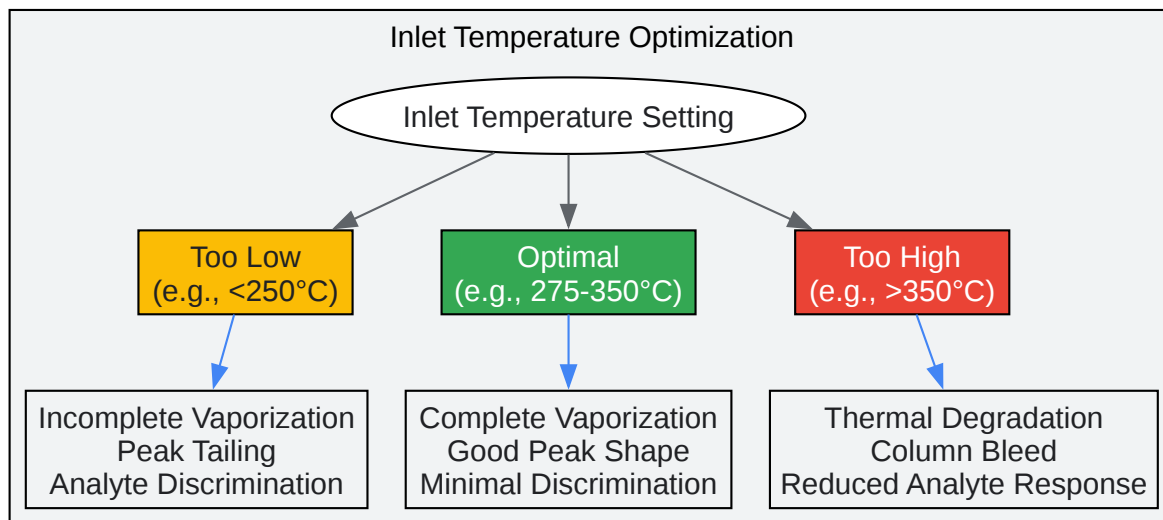 Inlet Temperature Optimization
Inlet Temperature Setting
Too Low
(e.g., <250°C)
Optimal
(e.g., 275-350°C)
Too High
(e.g., >350°C)
Incomplete Vaporization
Peak Tailing
Analyte Discrimination
Complete Vaporization
Good Peak Shape
Minimal Discrimination
Thermal Degradation
Column Bleed
Reduced Analyte Response